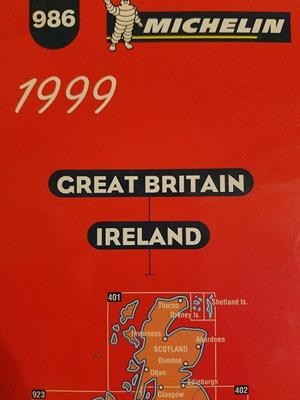 986
MICHELIN
1999
GREAT BRITAIN
IRELAND
401
Thurso
Orkney Is.
Shetland Is.
Inverness
Aberdeen
SCOTLAND
Dundee
Oban
Edinburgh
923
Glasgow
402